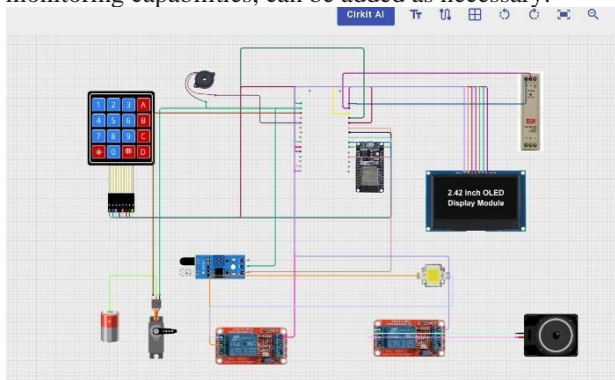 monitoring capabilities, can be added as necessary.
Cirkit AI
1 2 3 A
4 5 6 B
7 8 9 C
* 0 # D
2.42 inch OLED
Display Module